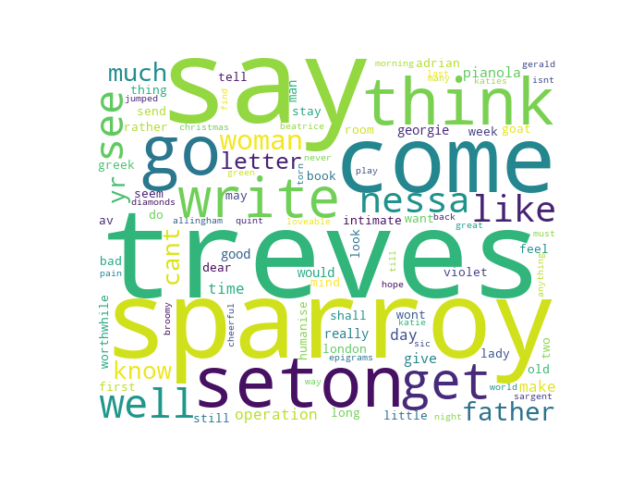 say
come
treves
sparroy
think
go
write
seton
get
well
see
nessa
like
father
woman
letter
know
much
cant
yr
pianola
adrian
morning
last
many
katies
gerald
isnt
tell
man
thing
jumped
send
stay
rather
christmas
find
beatrice
never
room
georgie
week
goat
greek
seem
diamonds
may
green
torn
book
play
av
do
allingham
quint
loveable
intimate
want
back
great
must
look
feel
bad
pain
good
dear
time
would
mind
till
hope
violet
anything
worthwhile
broomy
cheerful
humanise
shall
really
london
epigrams
wont
day
katie
sic
give
lady
two
old
way
world
make
sargent
first
still
operation
long
little
night